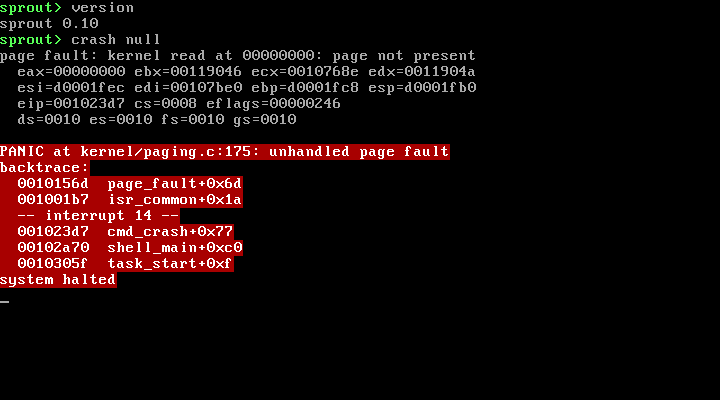 sprout> version
sprout 0.10
sprout> crash null
page fault: kernel read at 00000000: page not present
  eax=00000000 ebx=00119046 ecx=0010768e edx=0011904a
  esi=d0001fec edi=00107be0 ebp=d0001fc8 esp=d0001fb0
  eip=001023d7 cs=0008 eflags=00000246
  ds=0010 es=0010 fs=0010 gs=0010
PANIC at kernel/paging.c:175: unhandled page fault
backtrace:
  0010156d  page_fault+0x6d
  001001b7  isr_common+0x1a
  -- interrupt 14 --
  001023d7  cmd_crash+0x77
  00102a70  shell_main+0xc0
  0010305f  task_start+0xf
system halted
_